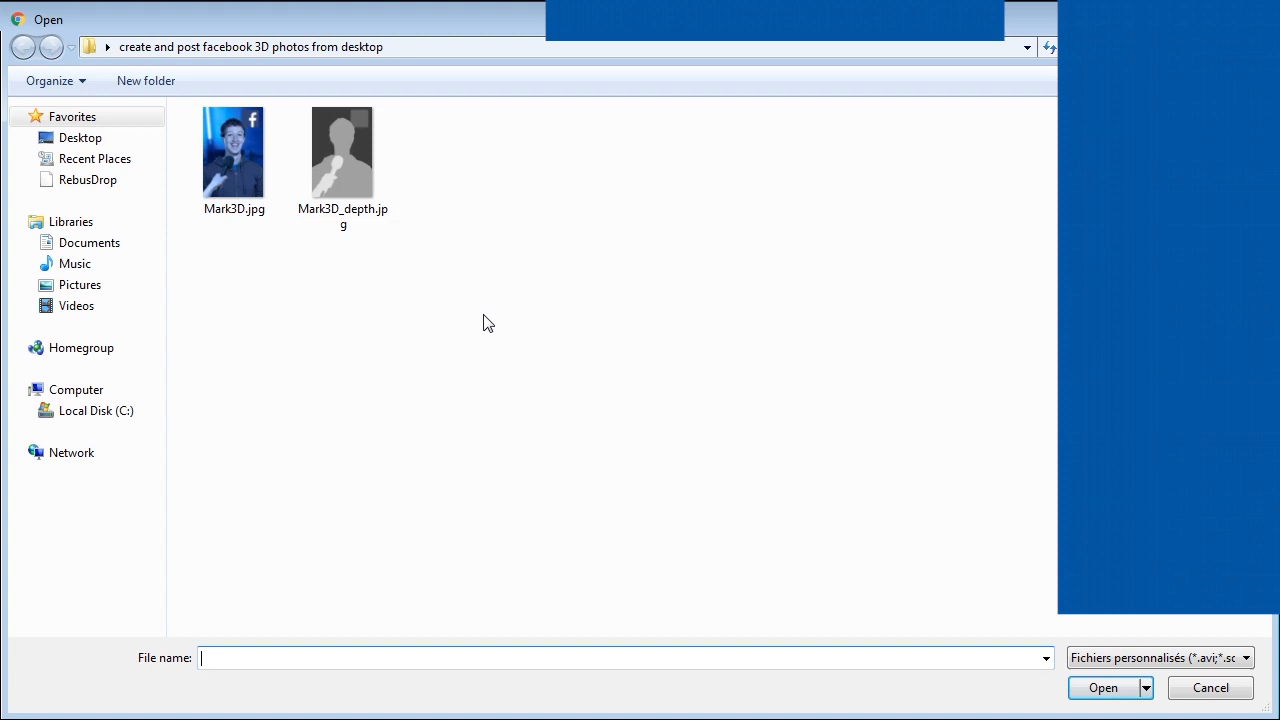 Open
create and post facebook 3D photos from desktop
Organize
New folder
Favorites
Desktop
Recent Places
RebusDrop
Libraries
Documents
Music
Pictures
Videos
Homegroup
Computer
Local Disk (C:)
Network
f
Mark3D.jpg
Mark3D_depth.jp
g
File name:
Fichiers personnalisés (*.avi;*.sc
Open
Cancel